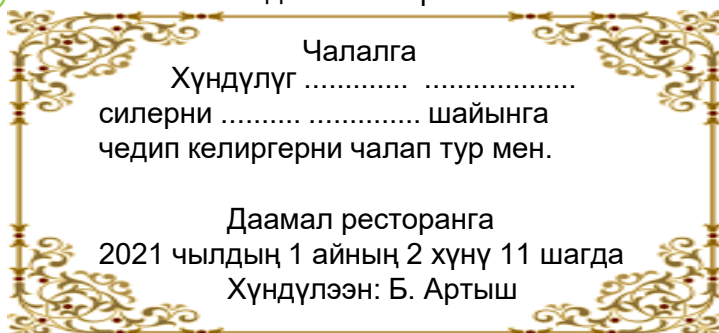 Чалалга
Хүндүлүг ............. ...................
силерни .......... .............. шайынга
чедип келиргерни чалап тур мен.
Даамал ресторанга
2021 чылдың 1 айның 2 хүнү 11 шагда
Хүндүлээн: Б. Артыш